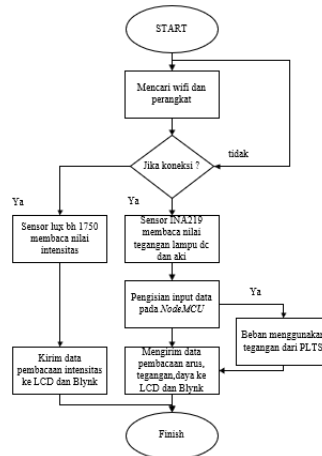 START
Mencari wifi dan
perangkat
Jika koneksi ?
tidak
Ya
Ya
Sensor lux bh 1750
membaca nilai
intensitas
Sensor INA219
membaca nilai
tegangan lampu dc
dan aki
Pengisian input data
pada NodeMCU
Ya
Beban menggunakan
tegangan dari PLTS
Kirim data
pembacaan intensitas
ke LCD dan Blynk
Mengirim data
pembacaan arus,
tegangan,daya ke
LCD dan Blynk
Finish